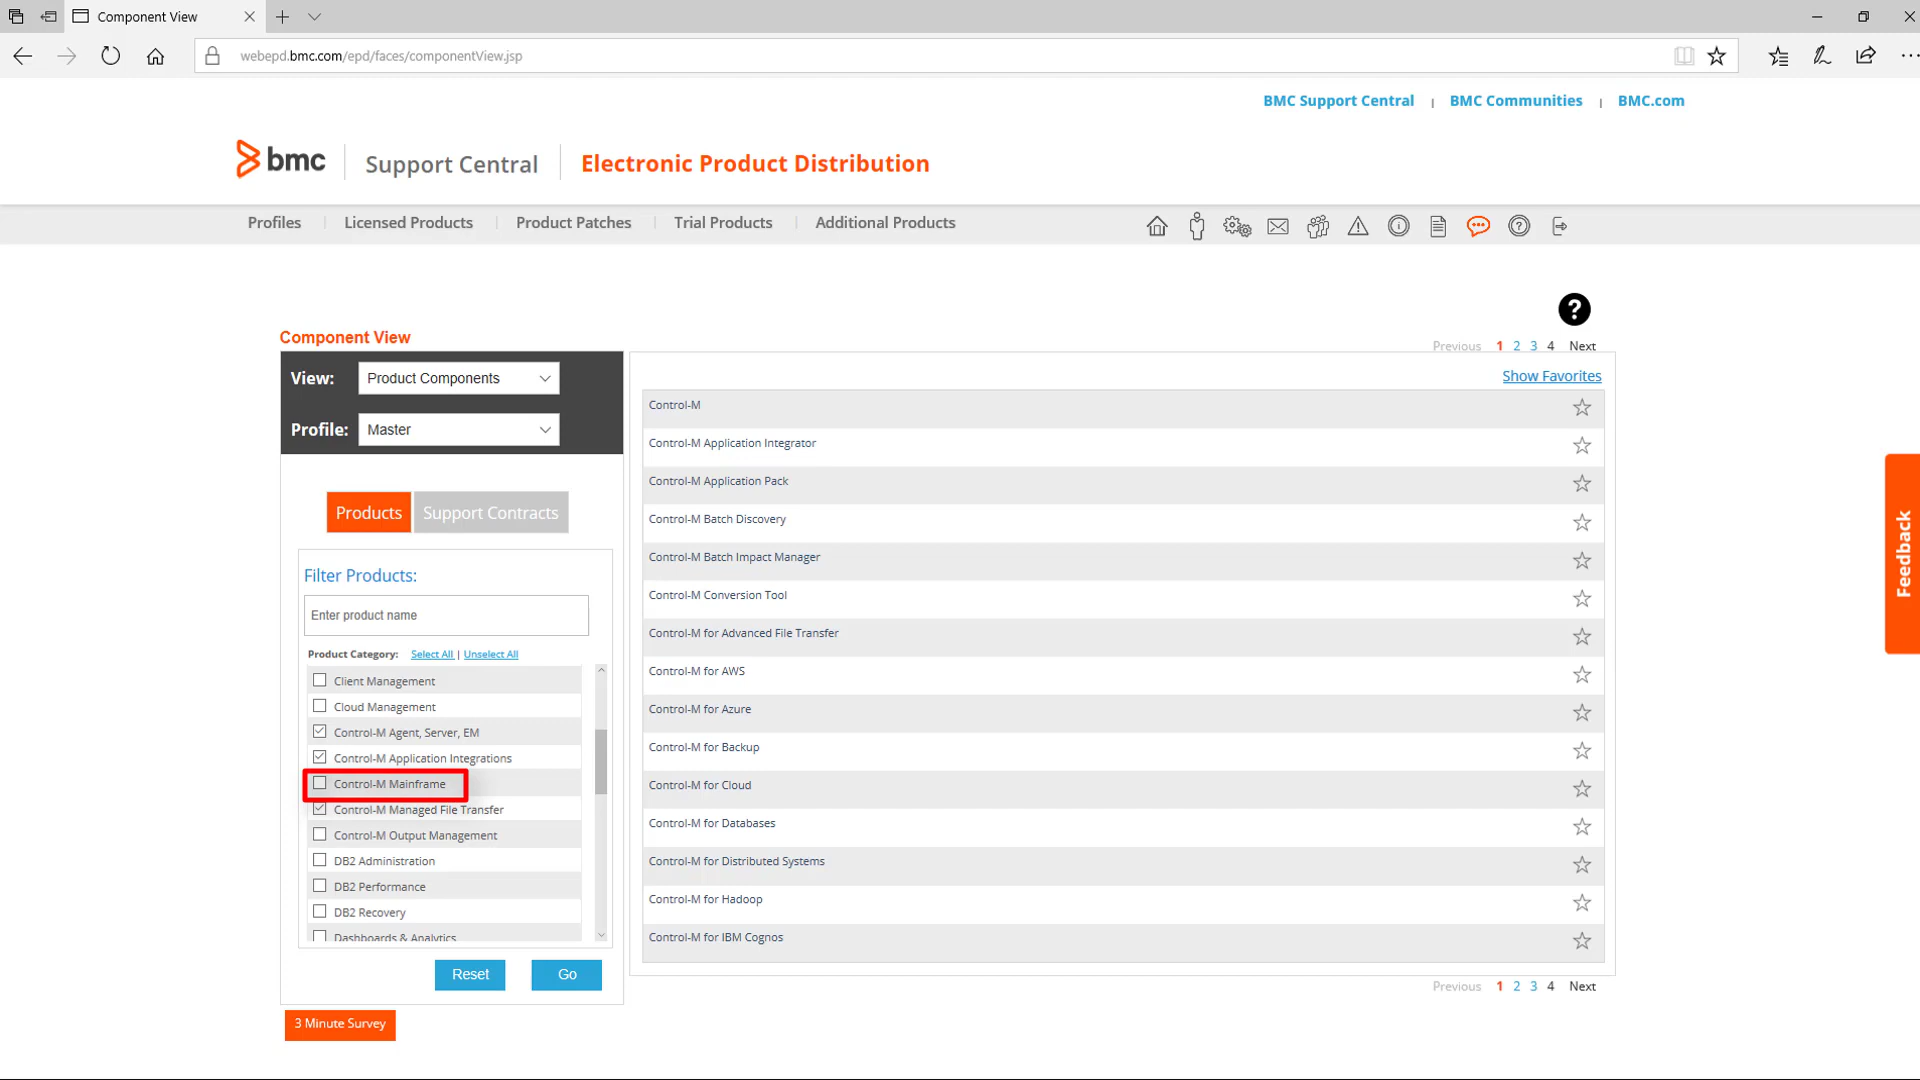 Component View
webepd.bmc.com/epd/faces/componentView.jsp
BMC Support Central | BMC Communities | BMC.com
bmc Support Central Electronic Product Distribution
Profiles Licensed Products Product Patches Trial Products Additional Products
?
Component View
Previous 1 2 3 4 Next
View: Product Components
Profile: Master
Products Support Contracts
Filter Products:
Enter product name
Product Category: Select All | Unselect All
Client Management
Cloud Management
Control-M Agent, Server, EM
Control-M Application Integrations
Control-M Mainframe
Control-M Managed File Transfer
Control-M Output Management
DB2 Administration
DB2 Performance
DB2 Recovery
Dashboards & Analytics
Reset Go
3 Minute Survey
Show Favorites
Control-M
Control-M Application Integrator
Control-M Application Pack
Control-M Batch Discovery
Control-M Batch Impact Manager
Control-M Conversion Tool
Control-M for Advanced File Transfer
Control-M for AWS
Control-M for Azure
Control-M for Backup
Control-M for Cloud
Control-M for Databases
Control-M for Distributed Systems
Control-M for Hadoop
Control-M for IBM Cognos
Previous 1 2 3 4 Next
Feedback